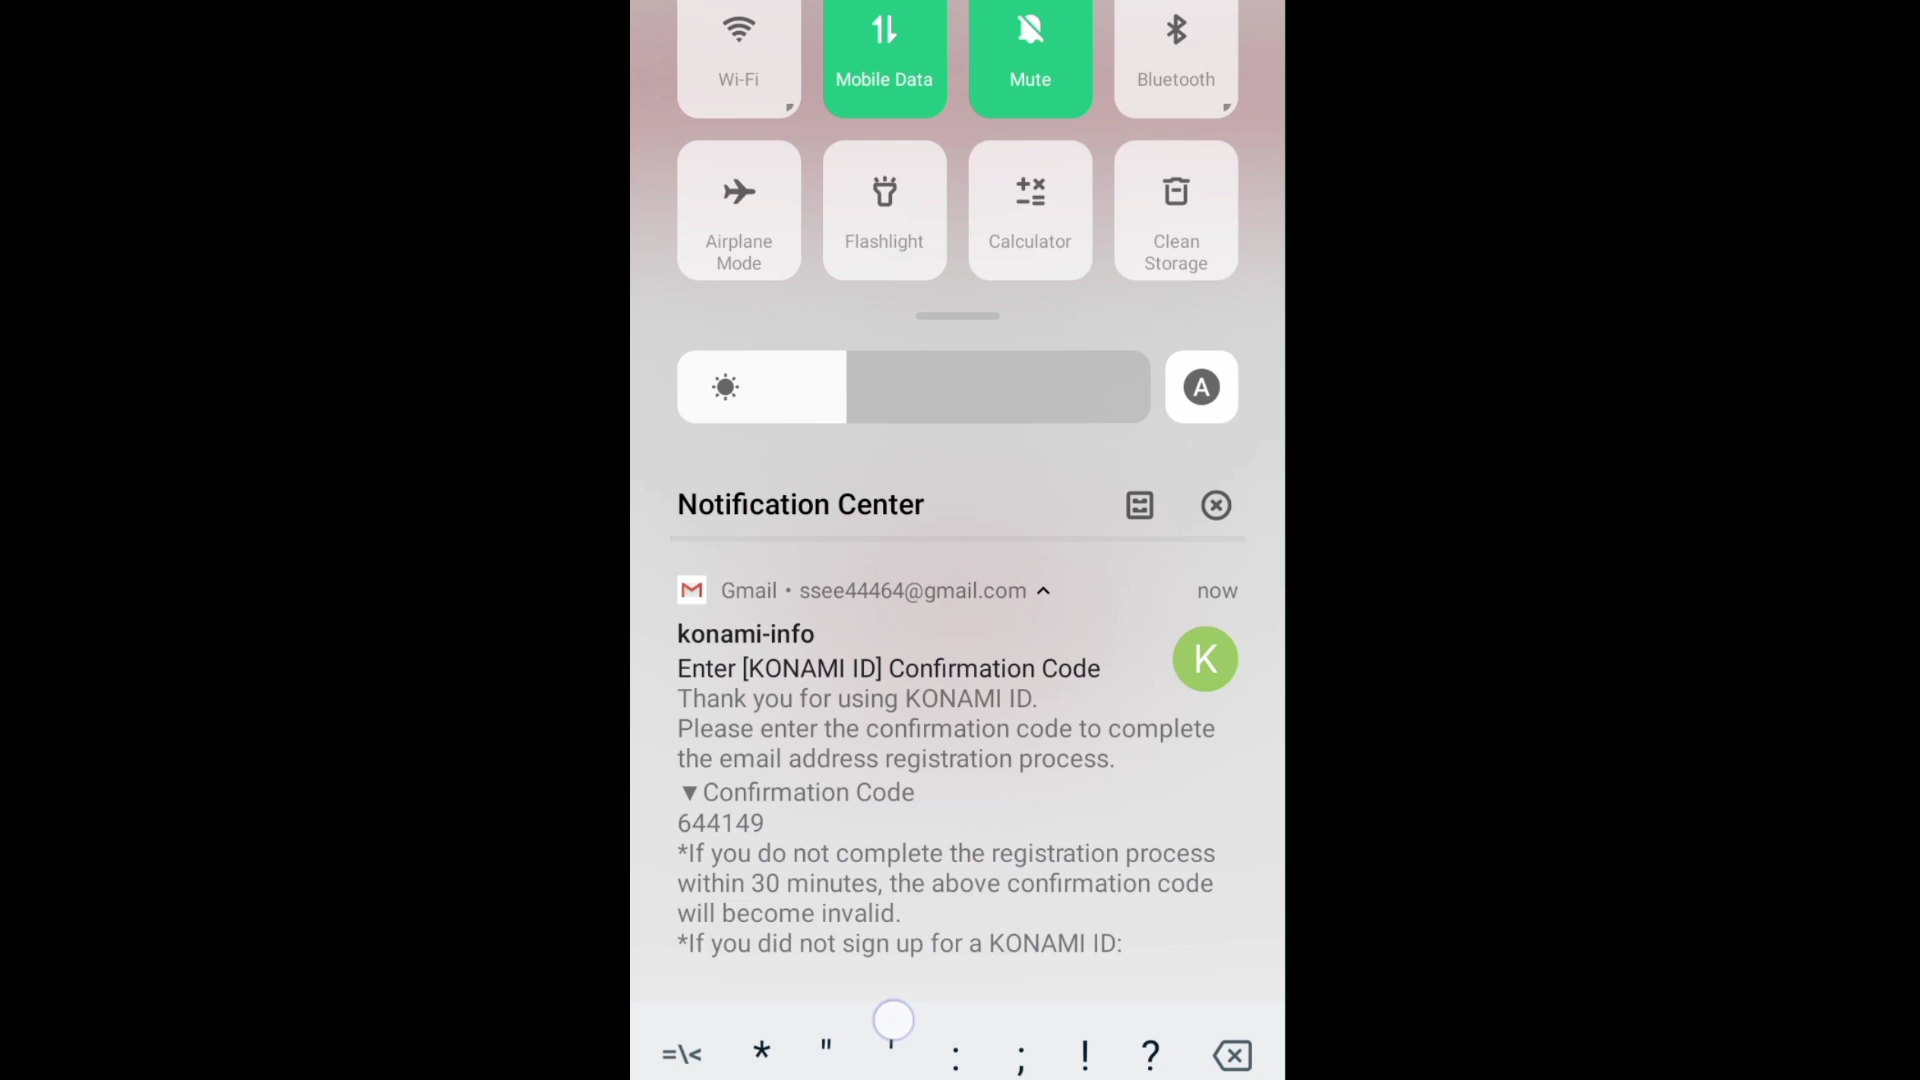 Wi-Fi
Mobile Data
Mute
Bluetooth
Airplane
Mode
Flashlight
Calculator
Clean
Storage
A
Notification Center
Gmail • ssee44464@gmail.com now
konami-info
K
Enter [KONAMI ID] Confirmation Code
Thank you for using KONAMI ID.
Please enter the confirmation code to complete
the email address registration process.
▼Confirmation Code
644149
*If you do not complete the registration process
within 30 minutes, the above confirmation code
will become invalid.
*If you did not sign up for a KONAMI ID:
=\< * " ' : ; ! ?